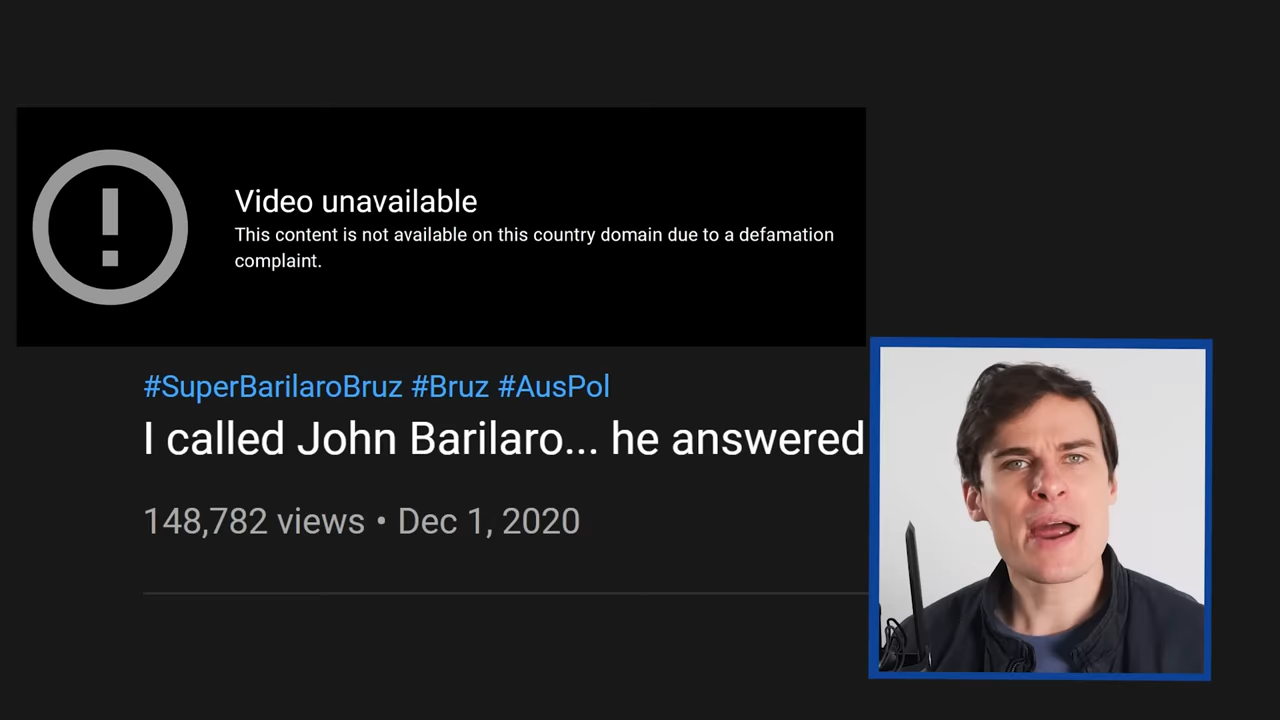 Video unavailable
This content is not available on this country domain due to a defamation
complaint.
#SuperBarilaroBruz #Bruz #AusPol
I called John Barilaro... he answered
148,782 views • Dec 1, 2020